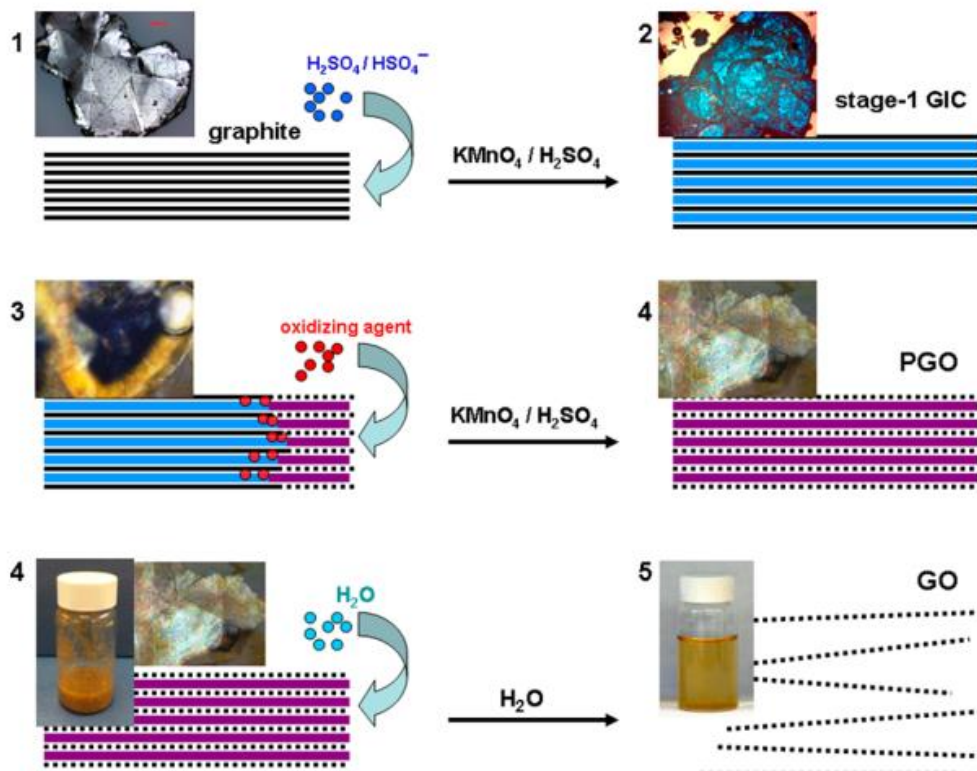 1
H₂SO₄ / HSO₄⁻
graphite
KMnO₄ / H₂SO₄
2
stage-1 GIC
3
oxidizing agent
KMnO₄ / H₂SO₄
4
PGO
4
H₂O
H₂O
5
GO